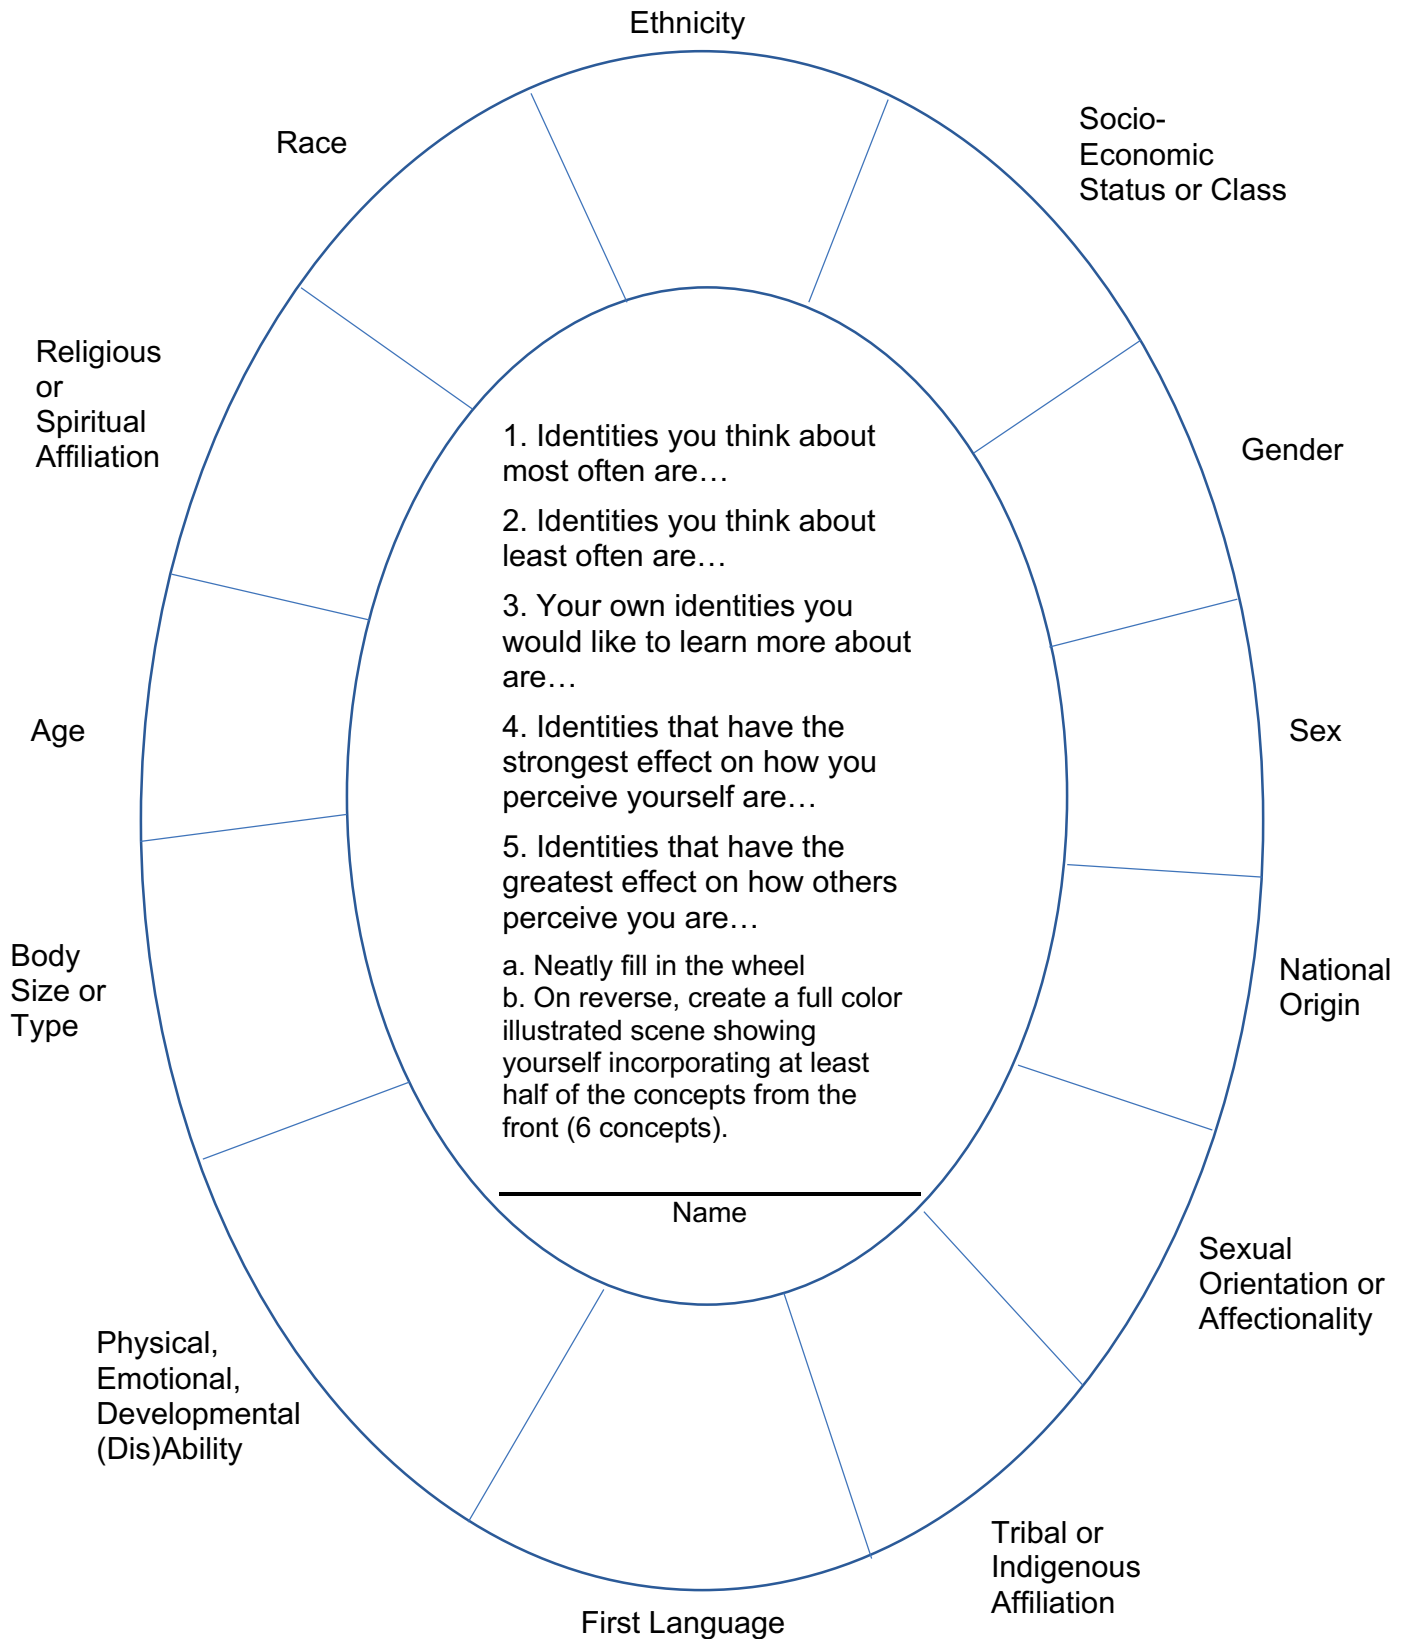 Ethnicity
Socio-
Economic
Status or Class
Race
Religious
or
Spiritual
Affiliation
Gender
1. Identities you think about
most often are…
2. Identities you think about
least often are…
3. Your own identities you
would like to learn more about
are…
4. Identities that have the
strongest effect on how you
perceive yourself are…
5. Identities that have the
greatest effect on how others
perceive you are…
a. Neatly fill in the wheel
b. On reverse, create a full color
illustrated scene showing
yourself incorporating at least
half of the concepts from the
front (6 concepts).
Name
Age
Sex
Body
Size or
Type
National
Origin
Sexual
Orientation or
Affectionality
Physical,
Emotional,
Developmental
(Dis)Ability
Tribal or
Indigenous
Affiliation
First Language